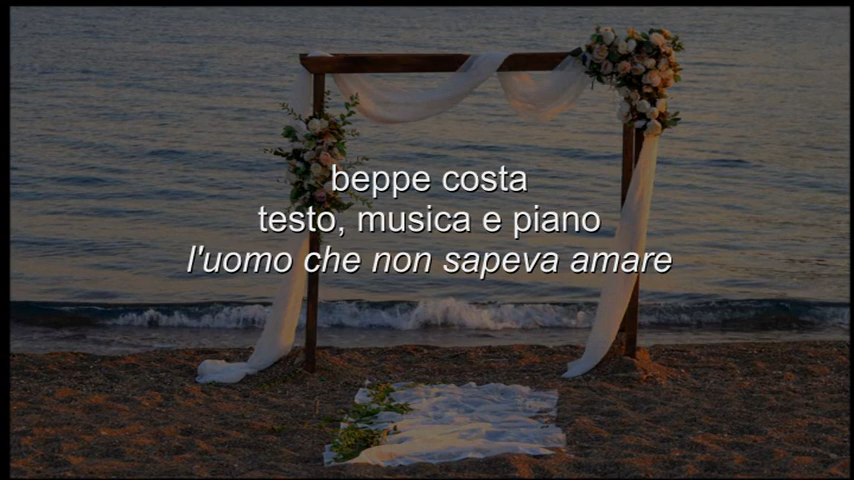 beppe costa
testo, musica e piano
l'uomo che non sapeva amare